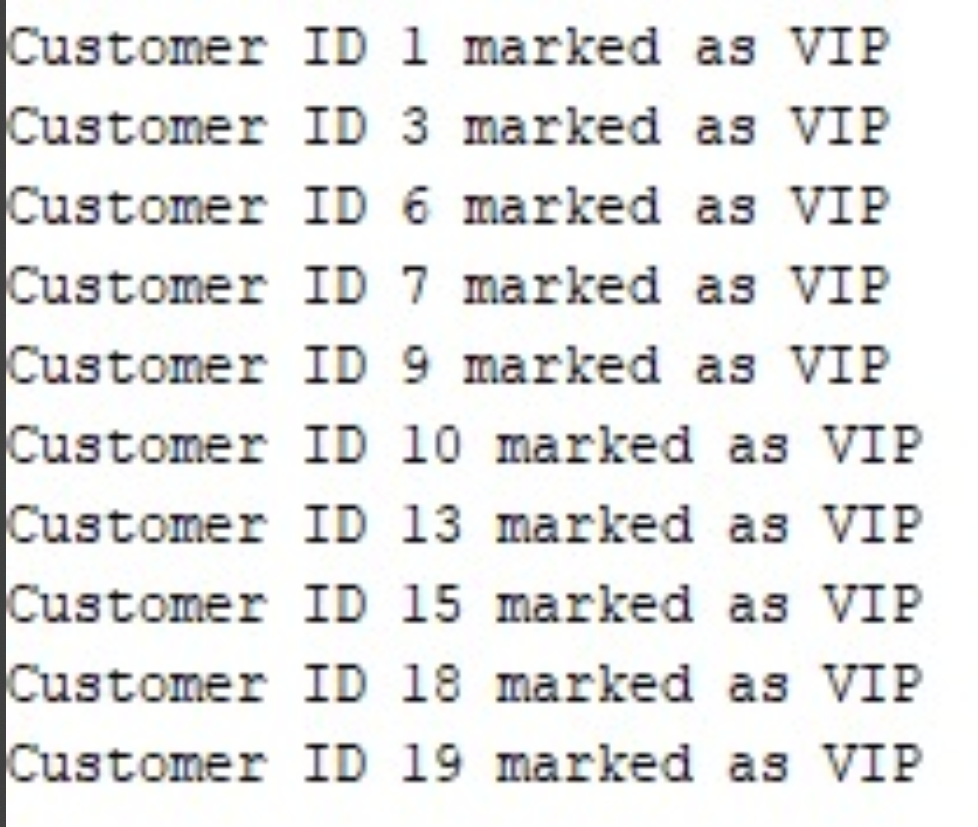 Customer ID 1 marked as VIP
Customer ID 3 marked as VIP
Customer ID 6 marked as VIP
Customer ID 7 marked as VIP
Customer ID 9 marked as VIP
Customer ID 10 marked as VIP
Customer ID 13 marked as VIP
Customer ID 15 marked as VIP
Customer ID 18 marked as VIP
Customer ID 19 marked as VIP